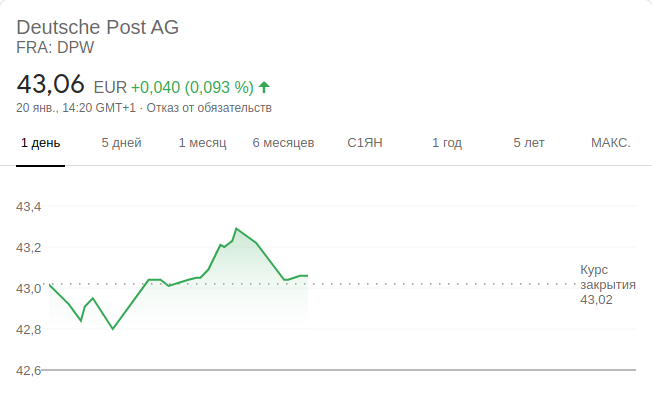 Deutsche Post AG
FRA: DPW
43,06 EUR +0,040 (0,093 %)
20 янв., 14:20 GMT+1 · Отказ от обязательств
1 день 5 дней 1 месяц 6 месяцев С1ЯН 1 год 5 лет МАКС.
43,4
43,2
43,0
42,8
42,6
Курс
закрытия
43,02